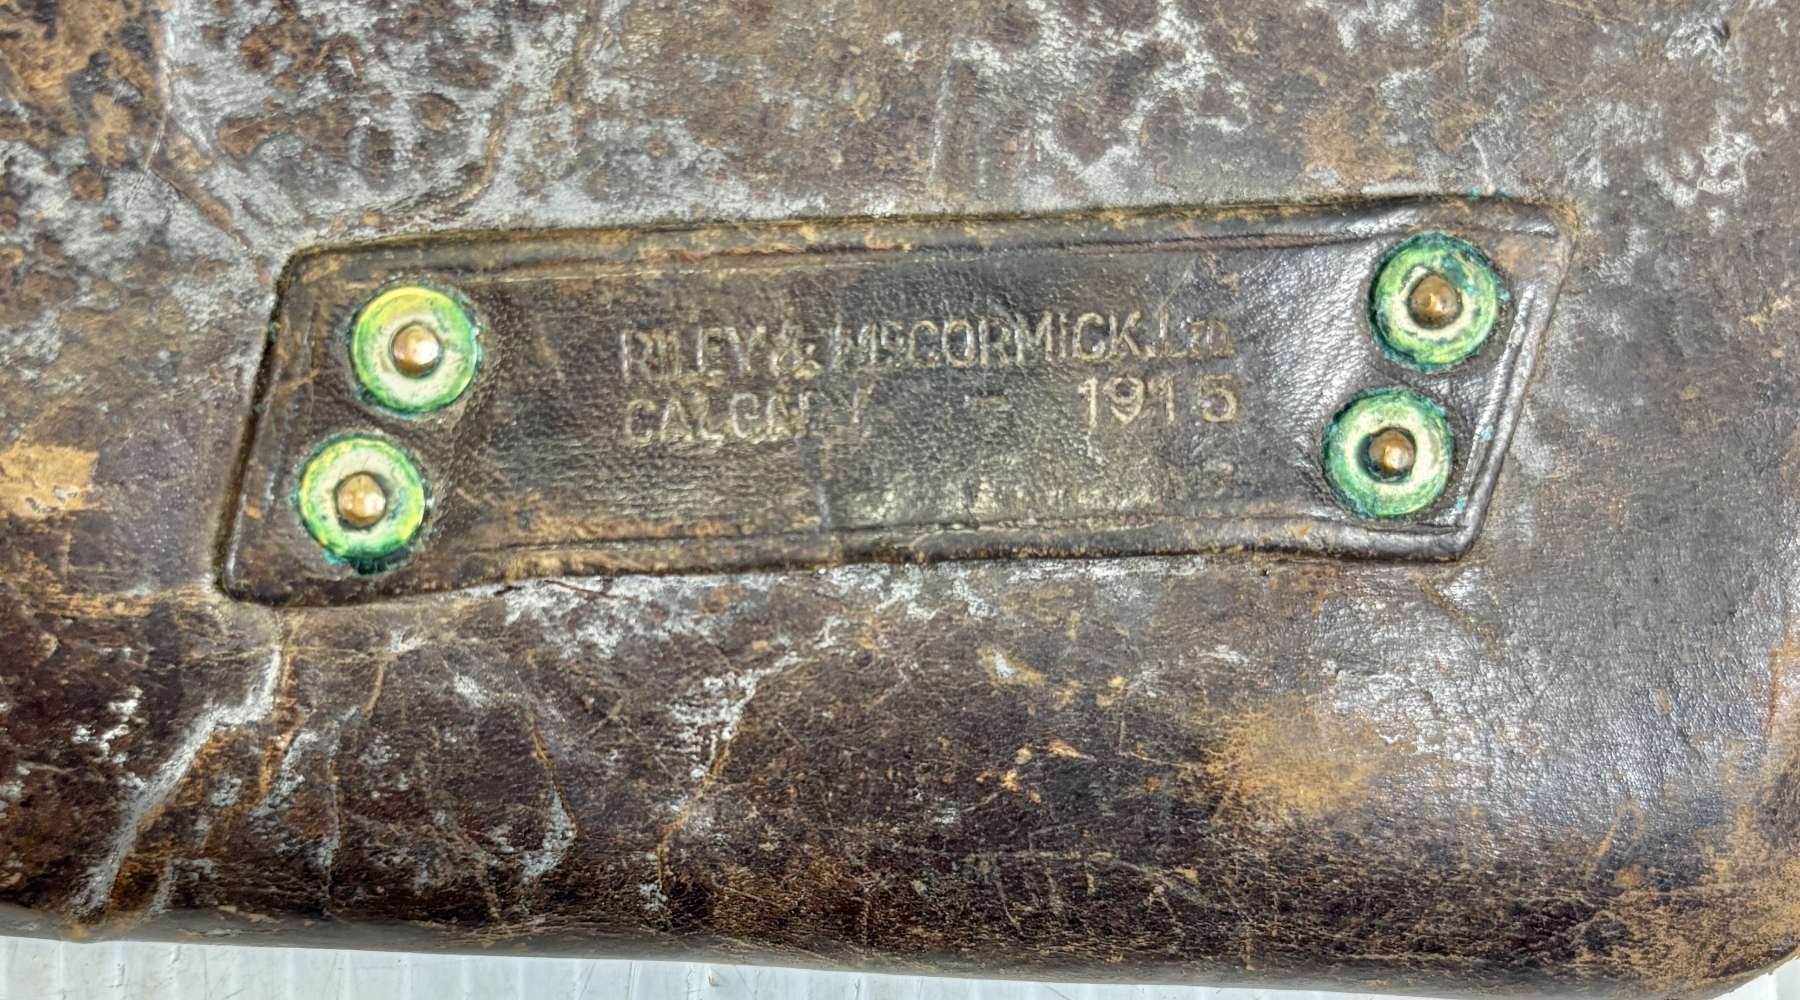 RILEY & McCORMICK. LTD.
CALGARY - 1915